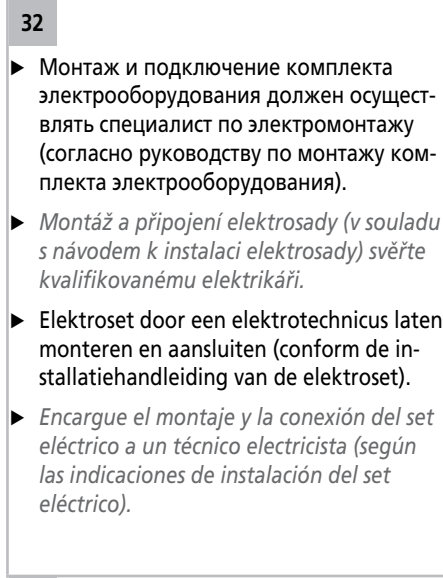 32
▶ Монтаж и подключение комплекта
электрооборудования должен осущест-
влять специалист по электромонтажу
(согласно руководству по монтажу ком-
плекта электрооборудования).
▶ Montáž a připojení elektrosady (v souladu
s návodem k instalaci elektrosady) svěřte
kvalifikovanému elektrikáři.
▶ Elektroset door een elektrotechnicus laten
monteren en aansluiten (conform de in-
stallatiehandleiding van de elektroset).
▶ Encargue el montaje y la conexión del set
eléctrico a un técnico electricista (según
las indicaciones de instalación del set
eléctrico).